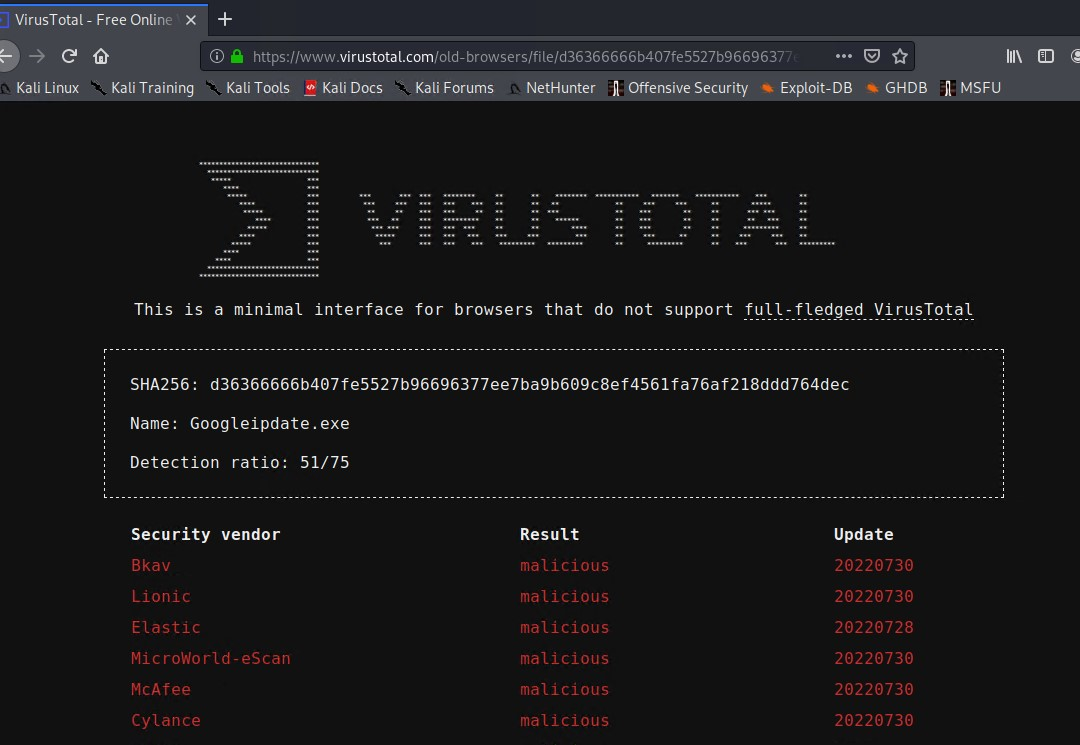 VirusTotal - Free Online
https://www.virustotal.com/old-browsers/file/d36366666b407fe5527b96696377e
Kali Linux Kali Training Kali Tools Kali Docs Kali Forums NetHunter Offensive Security Exploit-DB GHDB MSFU
VIRUSTOTAL
This is a minimal interface for browsers that do not support full-fledged VirusTotal
SHA256: d36366666b407fe5527b96696377ee7ba9b609c8ef4561fa76af218ddd764dec
Name: Googleipdate.exe
Detection ratio: 51/75
Security vendor Result Update
Bkav malicious 20220730
Lionic malicious 20220730
Elastic malicious 20220728
MicroWorld-eScan malicious 20220730
McAfee malicious 20220730
Cylance malicious 20220730